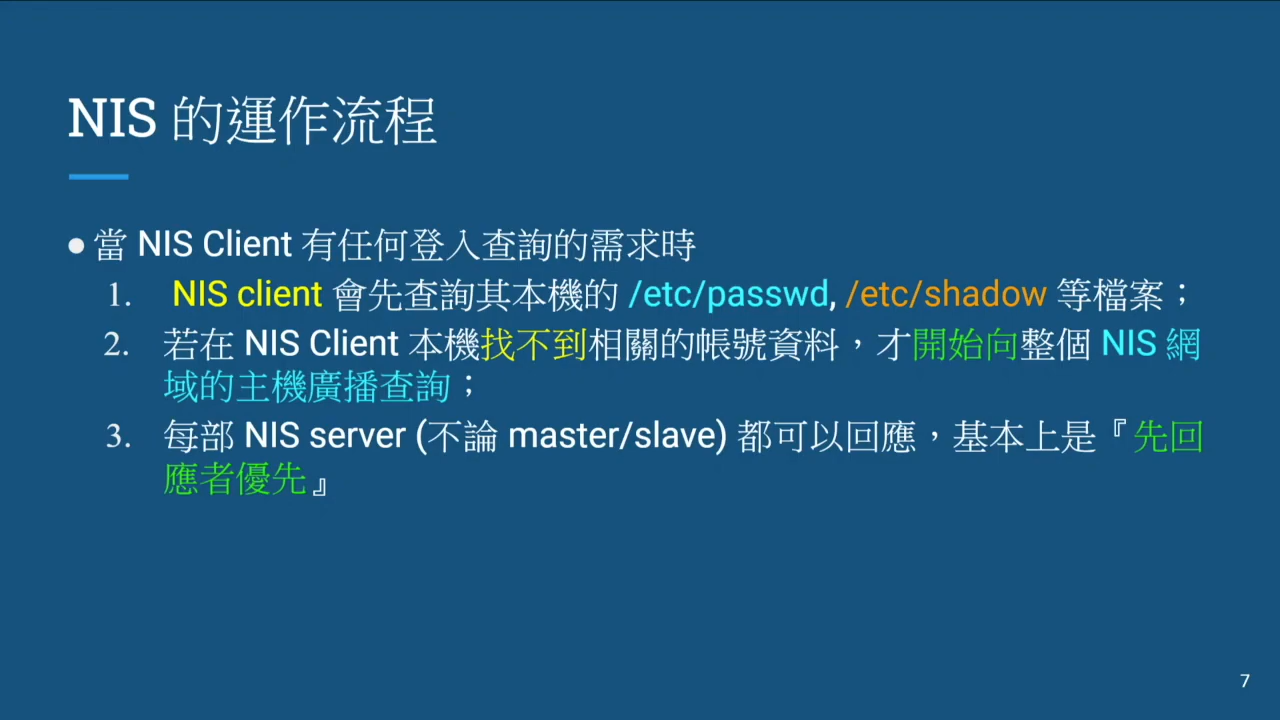 NIS 的運作流程
● 當 NIS Client 有任何登入查詢的需求時
1. NIS client 會先查詢其本機的 /etc/passwd, /etc/shadow 等檔案；
2. 若在 NIS Client 本機找不到相關的帳號資料，才開始向整個 NIS 網
域的主機廣播查詢；
3. 每部 NIS server (不論 master/slave) 都可以回應，基本上是『先回
應者優先』
7